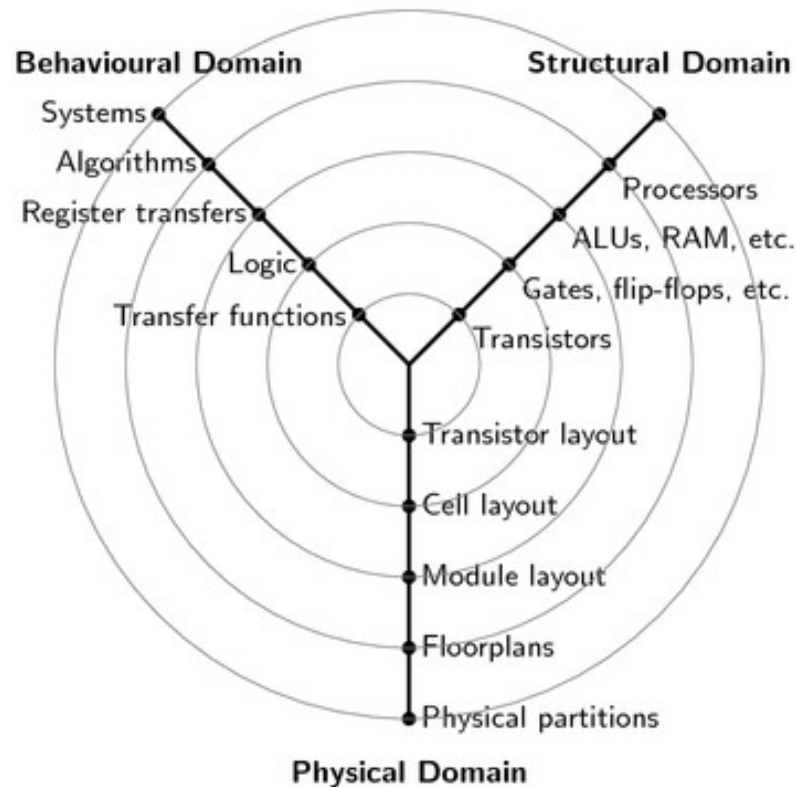 Behavioural Domain
Structural Domain
Systems
Algorithms
Register transfers
Logic
Transfer functions
Processors
ALUs, RAM, etc.
Gates, flip-flops, etc.
Transistors
Transistor layout
Cell layout
Module layout
Floorplans
Physical partitions
Physical Domain